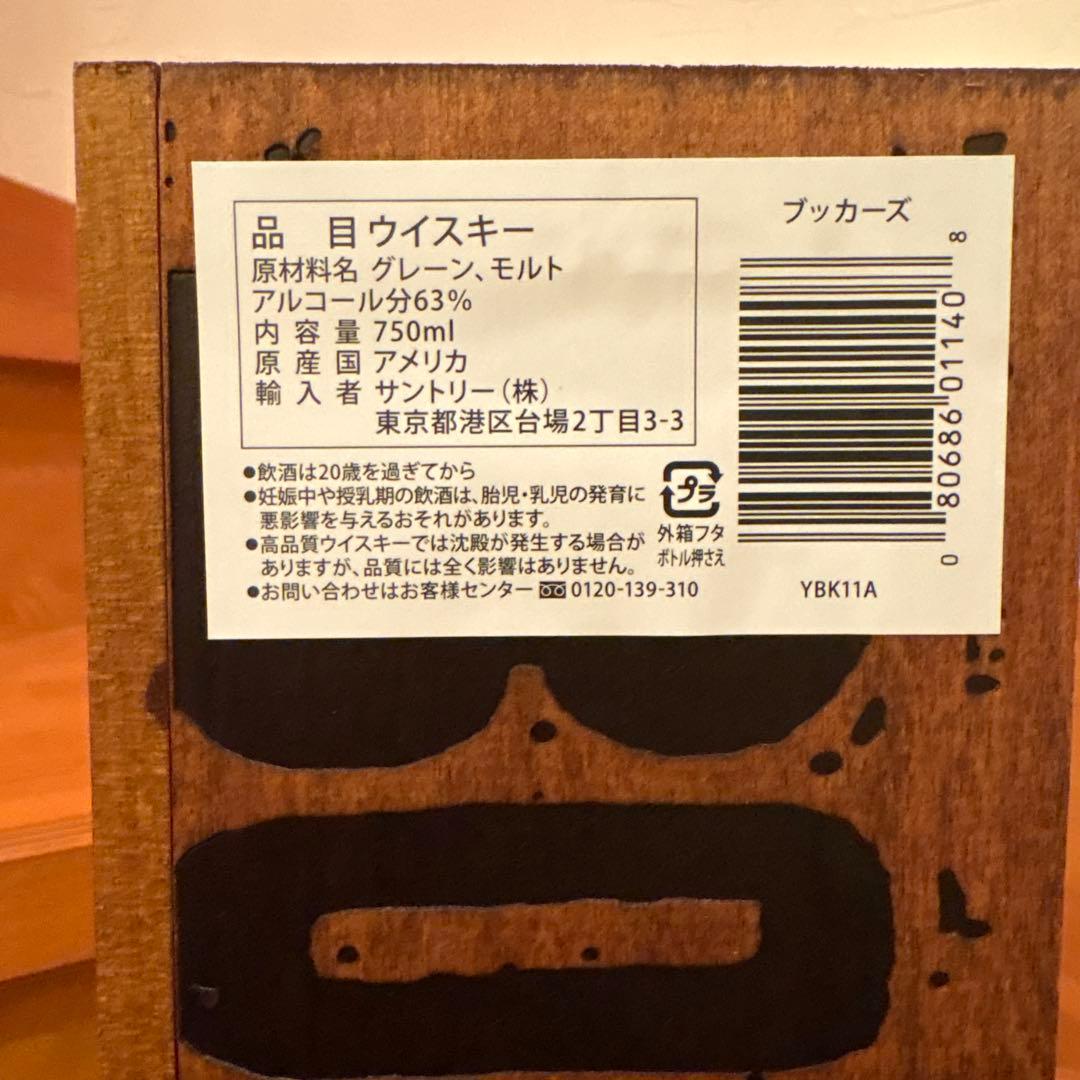 品 目 ウイスキー
原材料名 グレーン、モルト
アルコール分63%
内容量 750ml
原産国 アメリカ
輸入者 サントリー(株)
東京都港区台場2丁目3-3
●飲酒は20歳を過ぎてから
●妊娠中や授乳期の飲酒は、胎児・乳児の発育に
悪影響を与えるおそれがあります。
●高品質ウイスキーでは沈殿が発生する場合が
ありますが、品質には全く影響はありません。
●お問い合わせはお客様センター 0120-139-310
プラ
外箱フタ
ボトル押さえ
ブッカーズ
0 80686 01140 8
YBK11A
BO